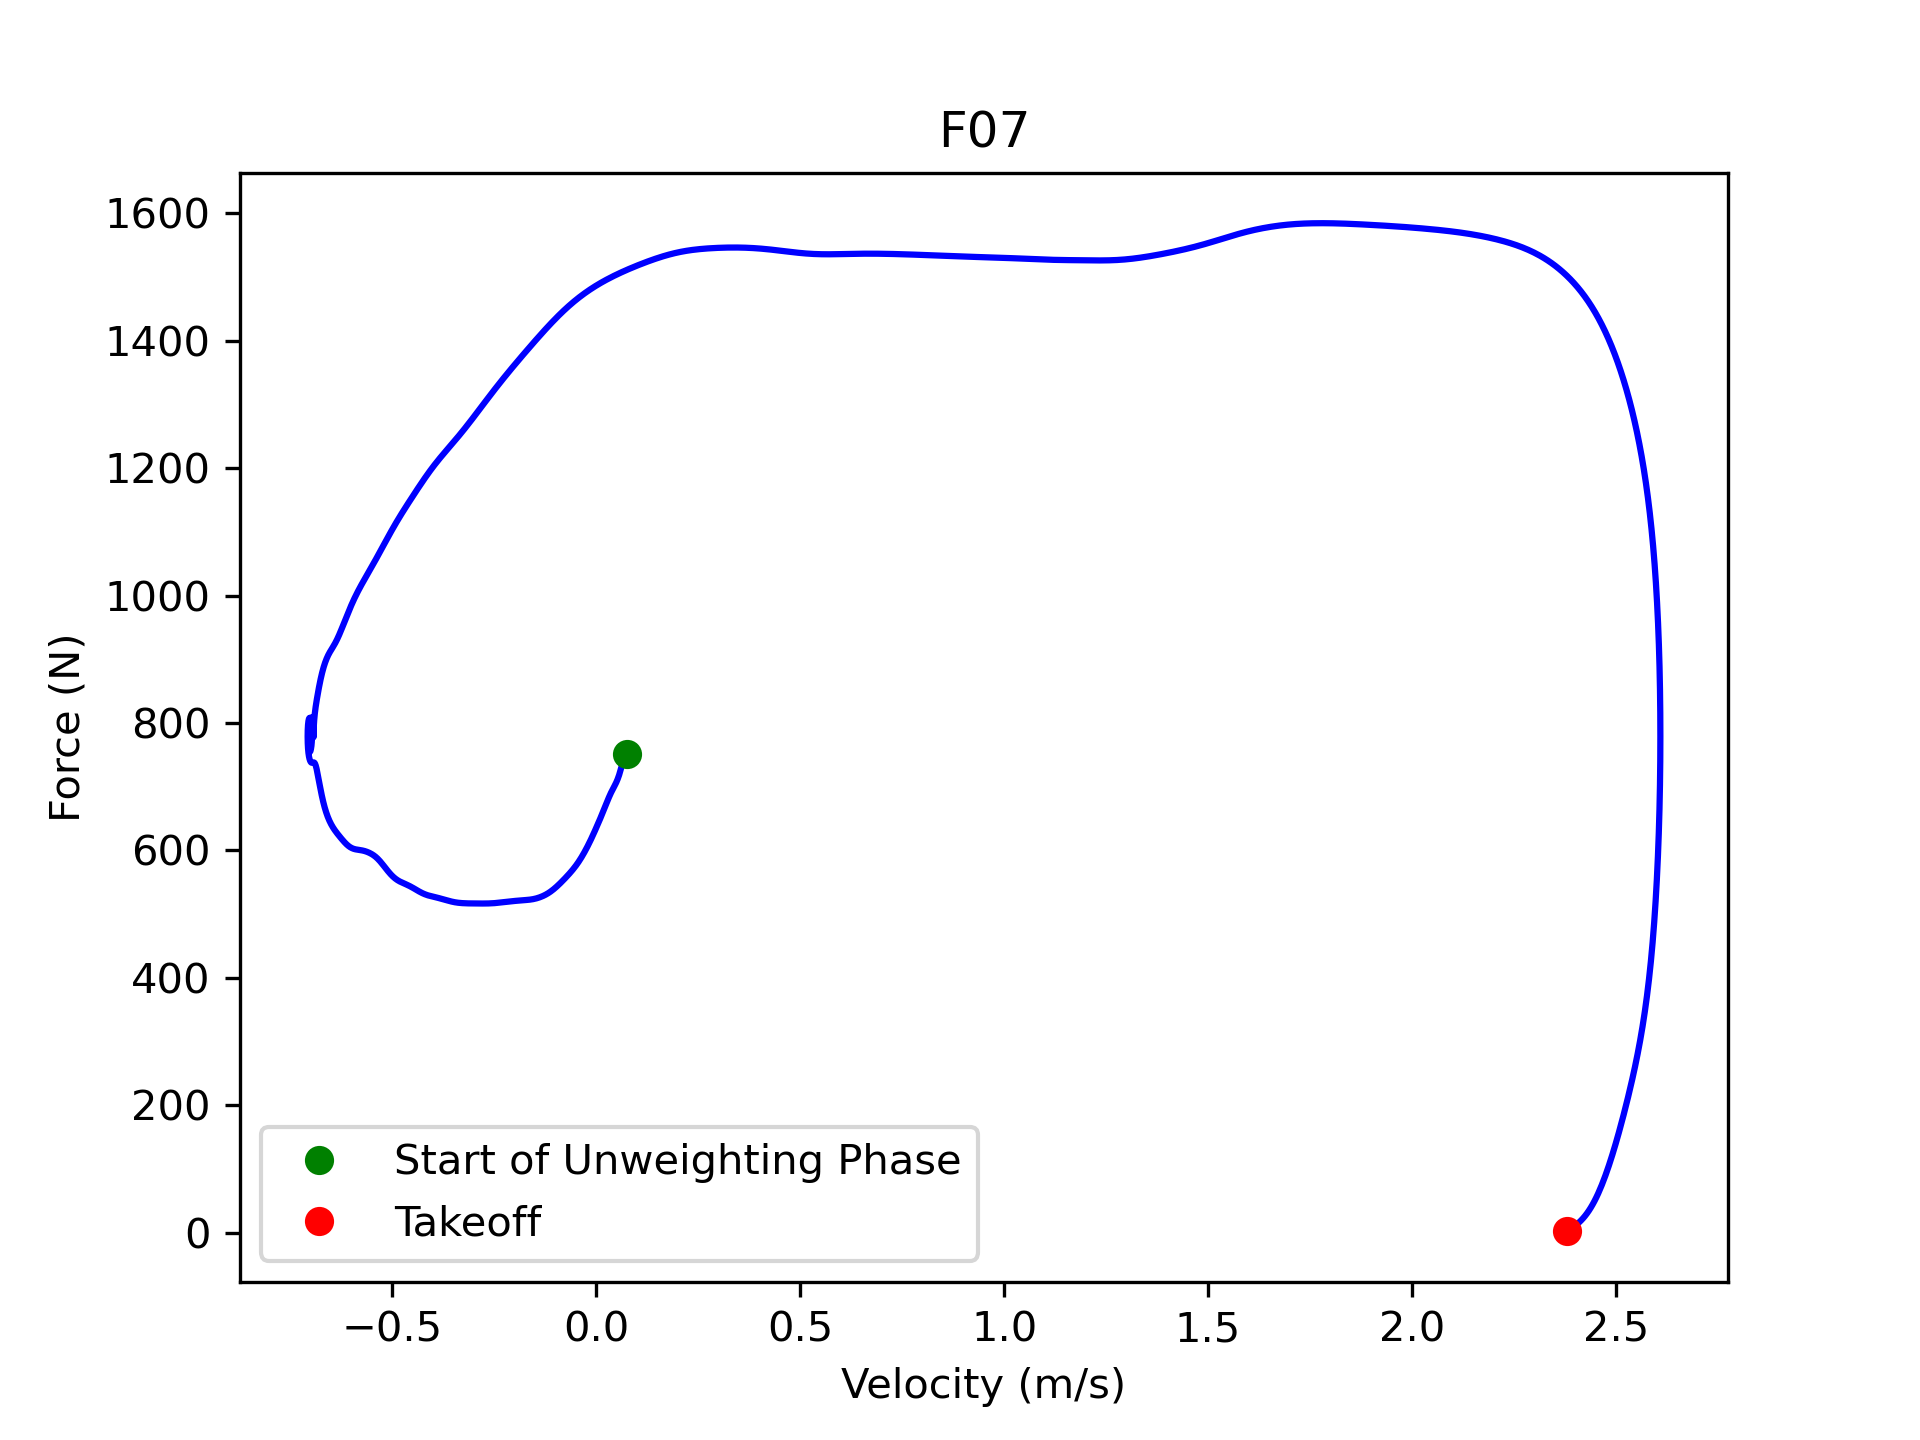 F07
1600
1400
1200
1000
800
600
400
200
0
Force (N)
Start of Unweighting Phase
Takeoff
−0.5 0.0 0.5 1.0 1.5 2.0 2.5
Velocity (m/s)